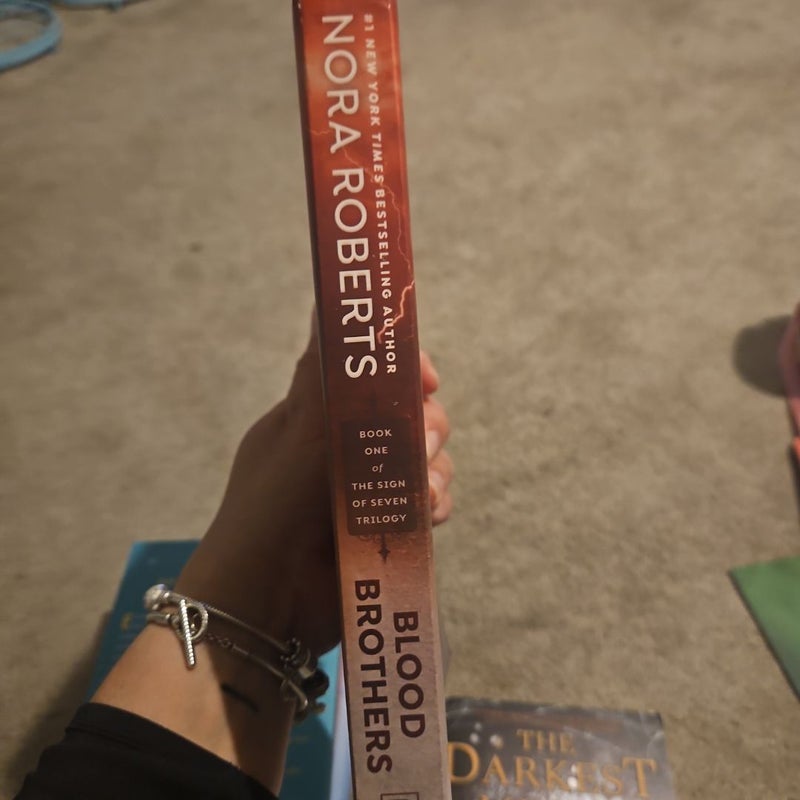 #1 NEW YORK TIMES BESTSELLING AUTHOR
NORA ROBERTS
BOOK
ONE
of
THE SIGN
OF SEVEN
TRILOGY
BLOOD
BROTHERS
THE
DARKEST